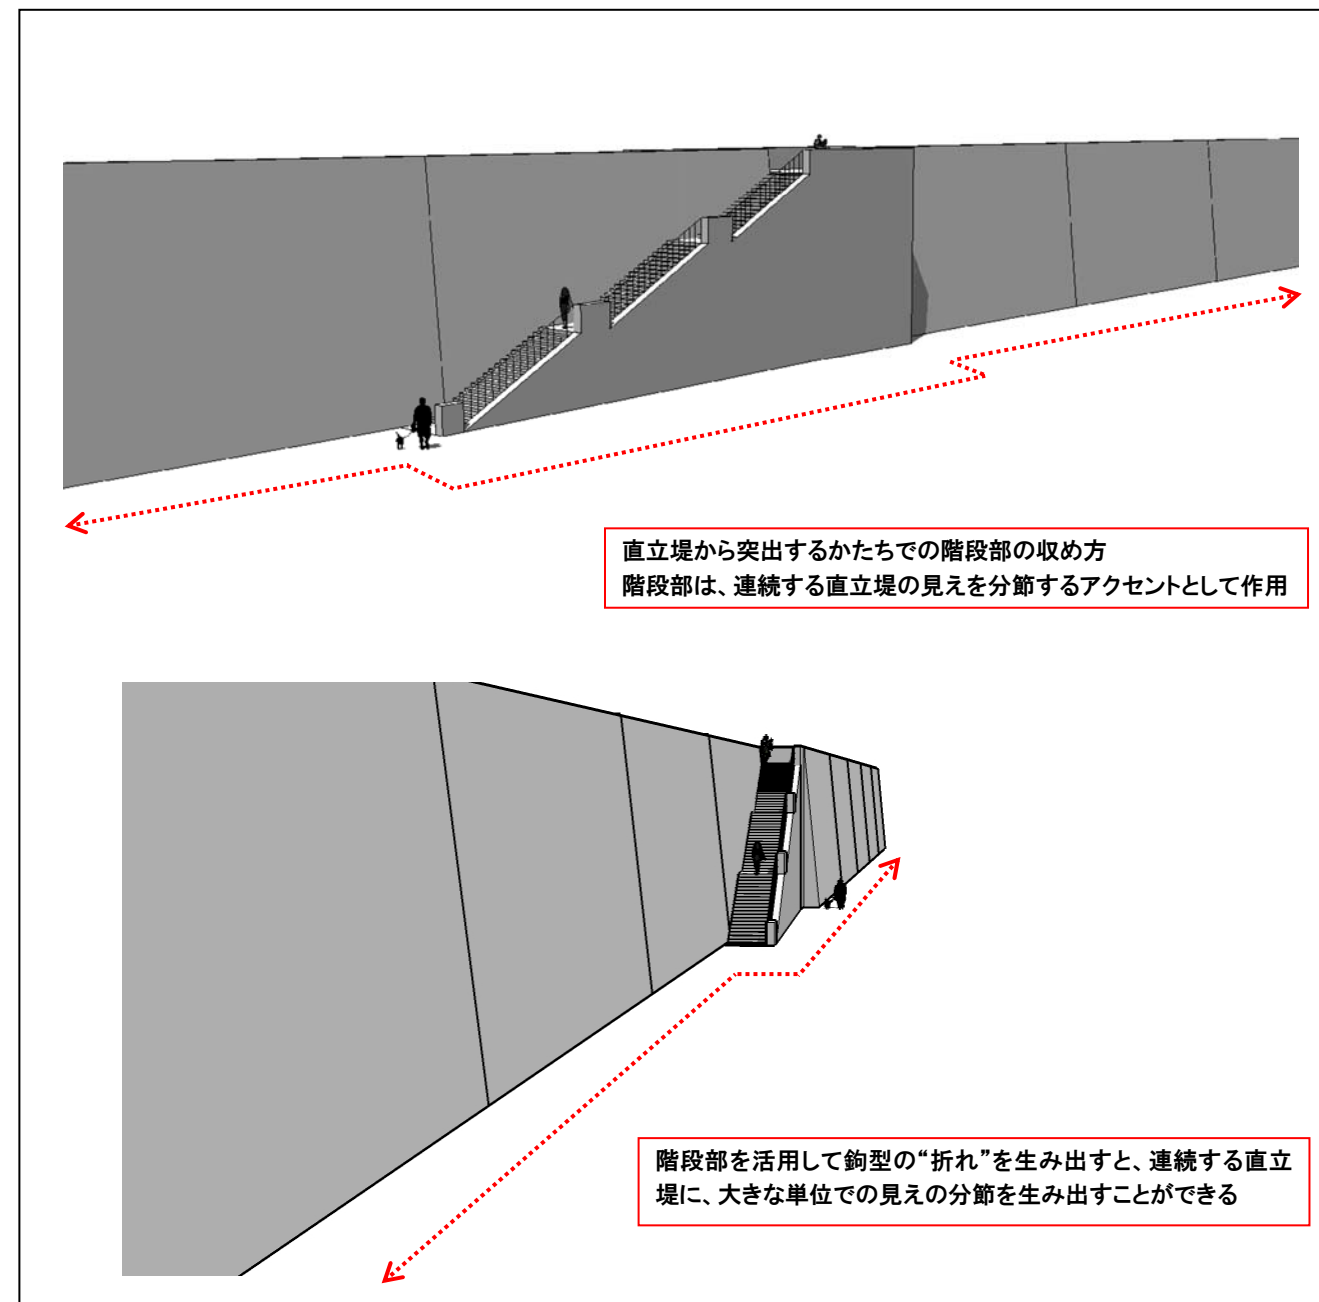 直立堤から突出するかたちでの階段部の収め方
階段部は、連続する直立堤の見えを分節するアクセントとして作用
階段部を活用して鉤型の“折れ”を生み出すと、連続する直立
堤に、大きな単位での見えの分節を生み出すことができる